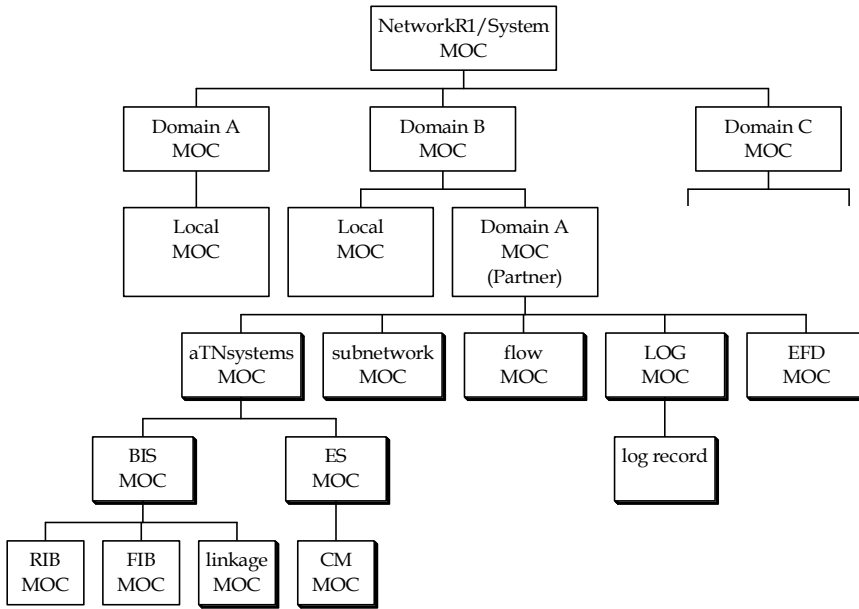 NetworkR1/System
MOC
Domain A
MOC
Domain B
MOC
Domain C
MOC
Local
MOC
Local
MOC
Domain A
MOC
(Partner)
aTNsystems
MOC
subnetwork
MOC
flow
MOC
LOG
MOC
EFD
MOC
BIS
MOC
ES
MOC
log record
RIB
MOC
FIB
MOC
linkage
MOC
CM
MOC